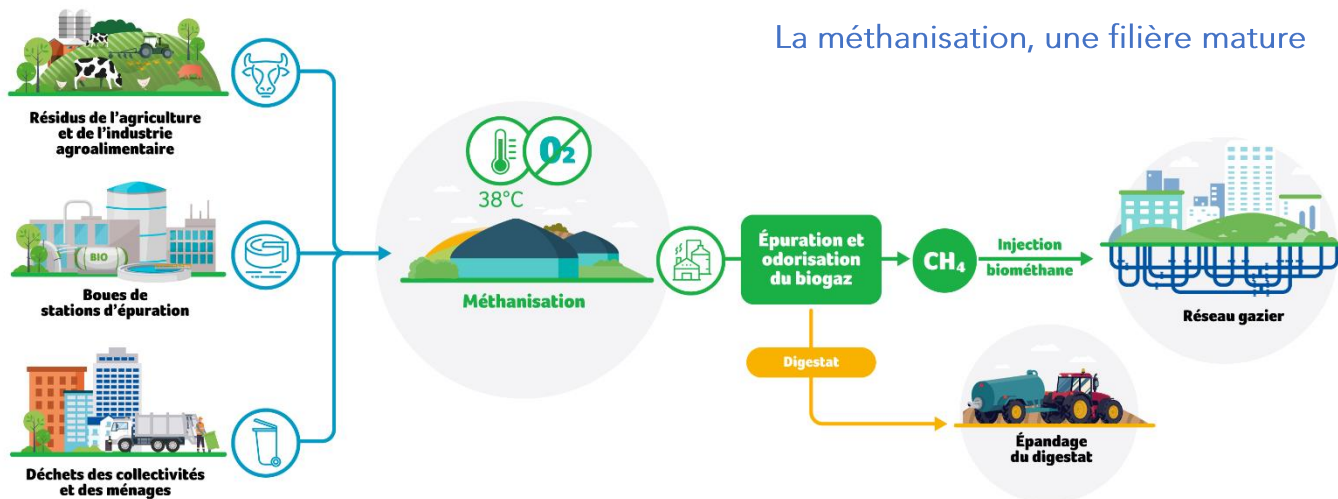 La méthanisation, une filière mature
Résidus de l'agriculture
et de l'industrie
agroalimentaire
BIO
Boues de
stations d'épuration
Déchets des collectivités
et des ménages
O₂
38°C
Méthanisation
Épuration et
odorisation
du biogaz
CH₄
Injection
biométhane
Réseau gazier
Digestat
Épandage
du digestat